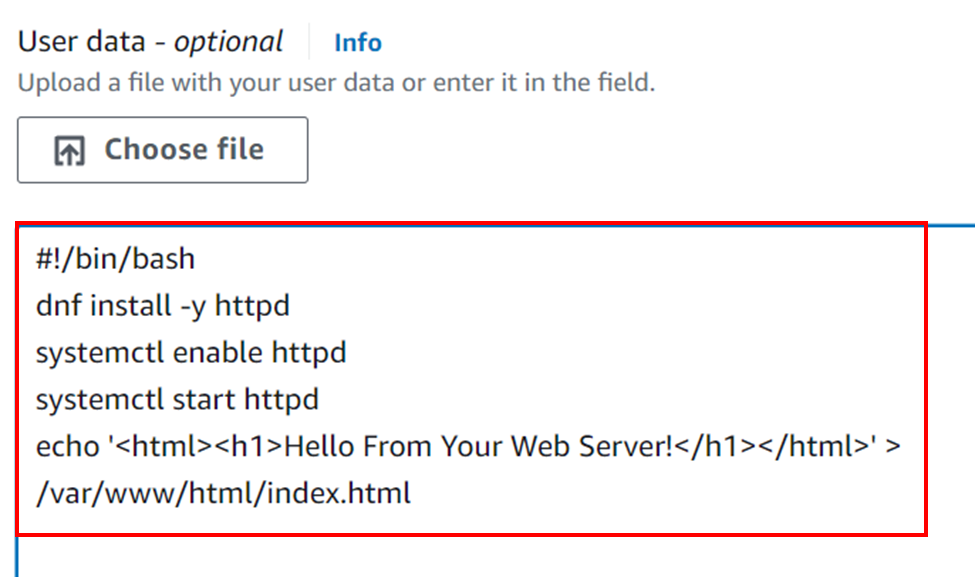 User data - optional Info
Upload a file with your user data or enter it in the field.
Choose file
#!/bin/bash
dnf install -y httpd
systemctl enable httpd
systemctl start httpd
echo '<html><h1>Hello From Your Web Server!</h1></html>' >
/var/www/html/index.html